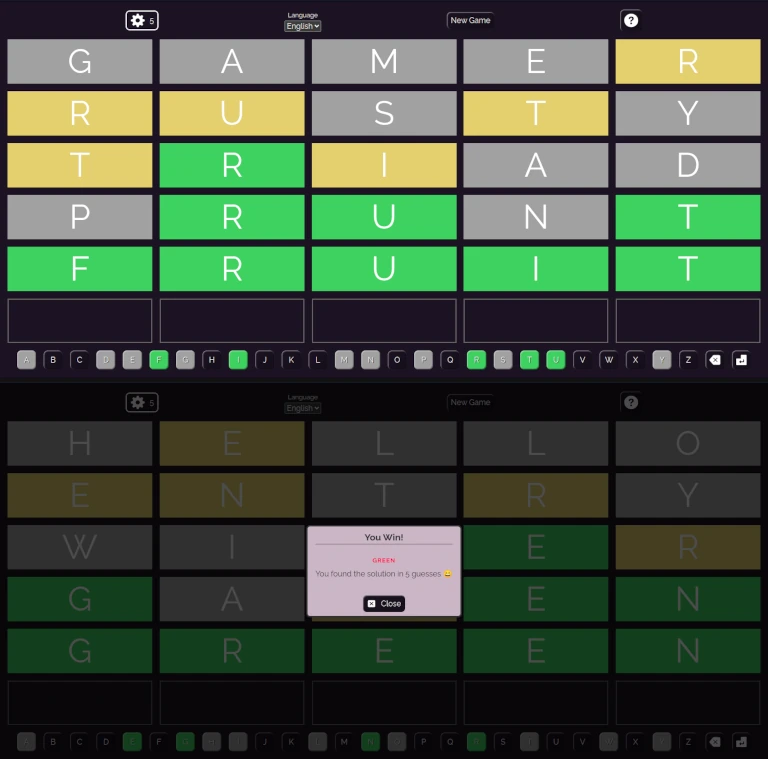 5 Language English New Game ?
G A M E R
R U S T Y
T R I A D
P R U N T
F R U I T
A B C D E F G H I J K L M N O P Q R S T U V W X Y Z
5 Language English New Game ?
H E L L O
E N T R Y
W I E R
You Win!
GREEN
You found the solution in 5 guesses 😄
Close
G A E N
G R E E N
A B C D E F G H I J K L M N O P Q R S T U V W X Y Z